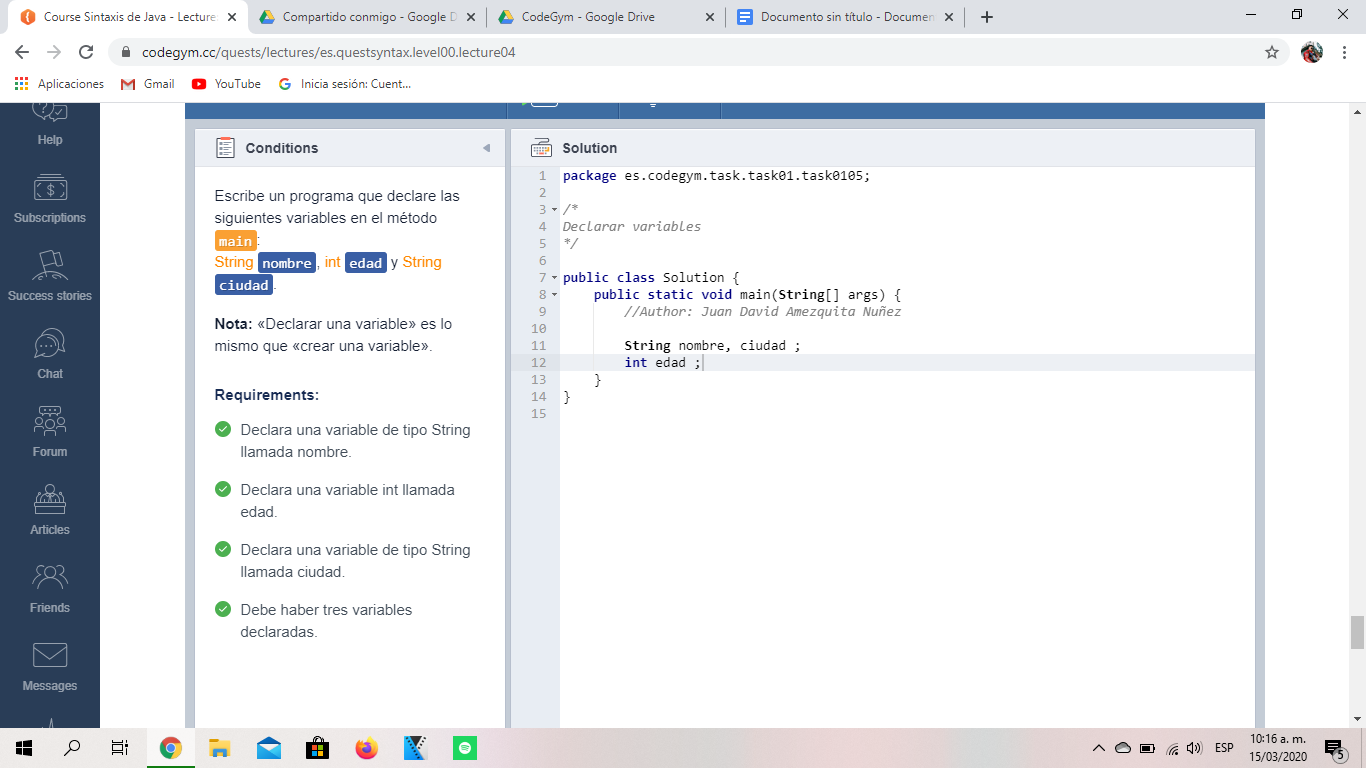 Course Sintaxis de Java - Lecture
Compartido conmigo - Google D
CodeGym - Google Drive
Documento sin título - Documen
codegym.cc/quests/lectures/es.questsyntax.level00.lecture04
Aplicaciones
Gmail
YouTube
Inicia sesión: Cuent...
Help
Subscriptions
Success stories
Chat
Forum
Articles
Friends
Messages
Conditions
Escribe un programa que declare las
siguientes variables en el método
main:
String nombre, int edad y String
ciudad.
Nota: «Declarar una variable» es lo
mismo que «crear una variable».
Requirements:
Declara una variable de tipo String
llamada nombre.
Declara una variable int llamada
edad.
Declara una variable de tipo String
llamada ciudad.
Debe haber tres variables
declaradas.
Solution
1 package es.codegym.task.task01.task0105;
2
3 /*
4 Declarar variables
5 */
6
7 public class Solution {
8 public static void main(String[] args) {
9 //Author: Juan David Amezquita Nuñez
10
11 String nombre, ciudad ;
12 int edad ;
13 }
14 }
15
ESP
10:16 a. m.
15/03/2020
5